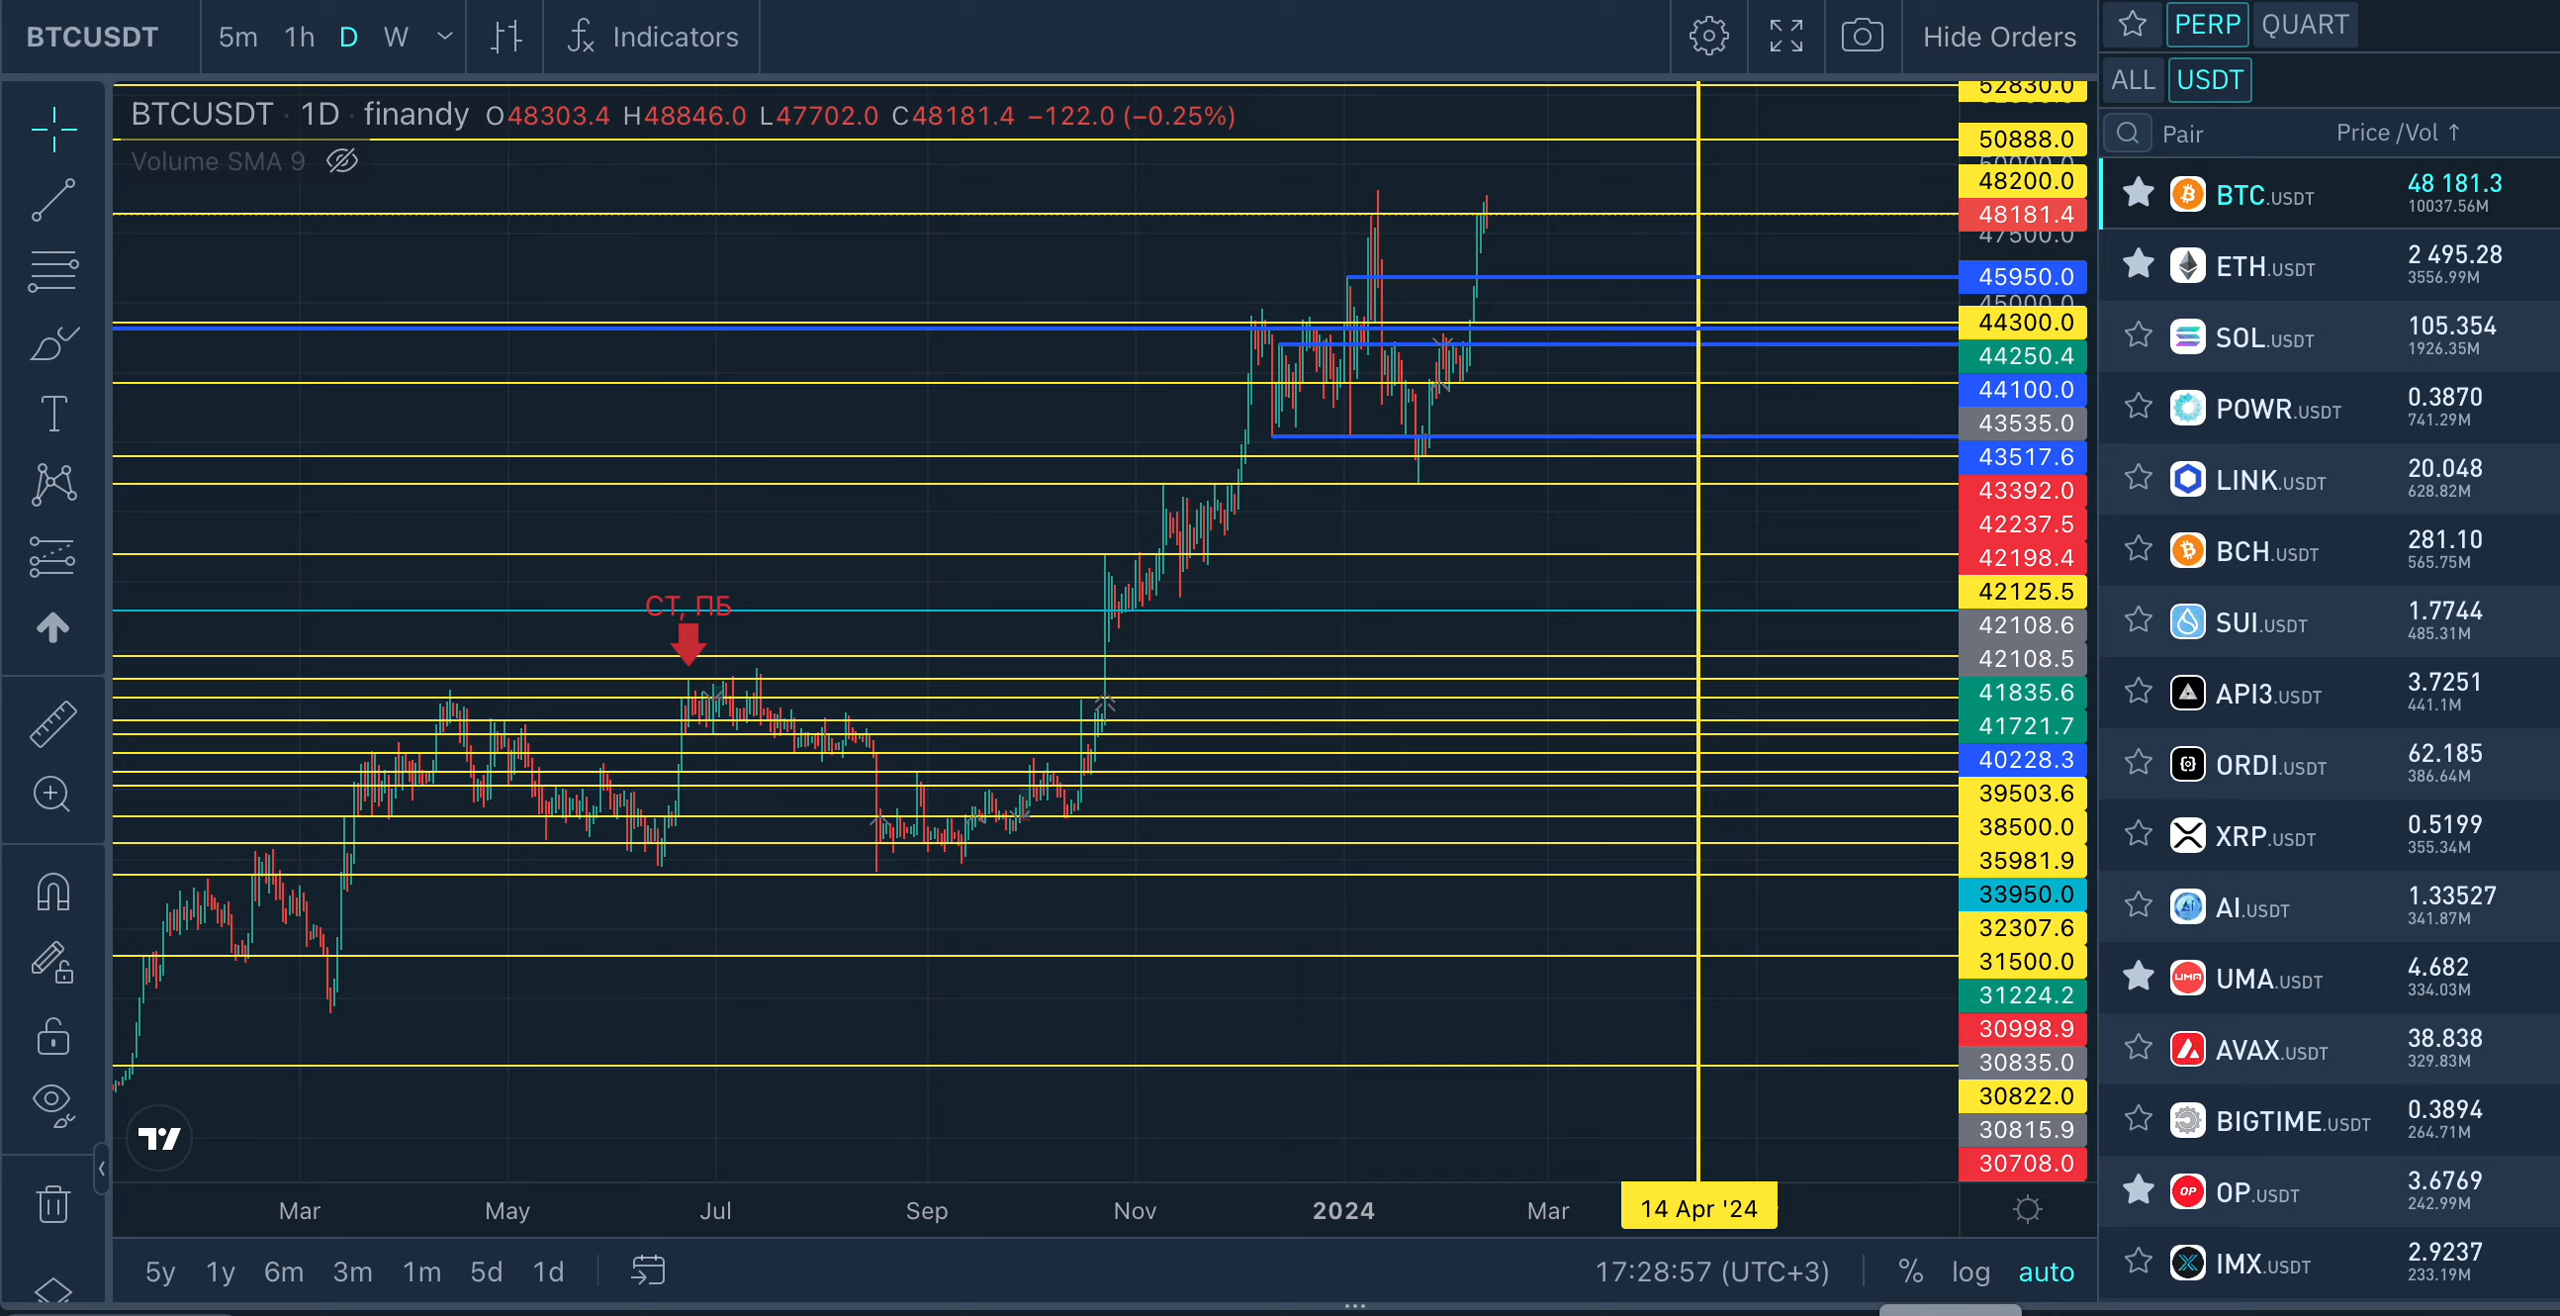 BTCUSDT 5m 1h D W Indicators Hide Orders
PERP QUART
ALL USDT
Pair Price /Vol ↑
BTCUSDT · 1D · finandy O48303.4 H48846.0 L47702.0 C48181.4 −122.0 (−0.25%)
Volume SMA 9
СТ, ПБ
52830.0
50888.0
50000.0
48200.0
48181.4
47500.0
45950.0
45000.0
44300.0
44250.4
44100.0
43535.0
43517.6
43392.0
42237.5
42198.4
42125.5
42108.6
42108.5
41835.6
41721.7
40228.3
39503.6
38500.0
35981.9
33950.0
32307.6
31500.0
31224.2
30998.9
30835.0
30822.0
30815.9
30708.0
Mar May Jul Sep Nov 2024 Mar 14 Apr '24
5y 1y 6m 3m 1m 5d 1d 17:28:57 (UTC+3) % log auto
BTC.USDT 48 181.3
10037.56M
ETH.USDT 2 495.28
3556.99M
SOL.USDT 105.354
1926.35M
POWR.USDT 0.3870
741.29M
LINK.USDT 20.048
628.82M
BCH.USDT 281.10
565.75M
SUI.USDT 1.7744
485.31M
API3.USDT 3.7251
441.1M
ORDI.USDT 62.185
386.64M
XRP.USDT 0.5199
355.34M
AI.USDT 1.33527
341.87M
UMA.USDT 4.682
334.03M
AVAX.USDT 38.838
329.83M
BIGTIME.USDT 0.3894
264.71M
OP.USDT 3.6769
242.99M
IMX.USDT 2.9237
233.19M